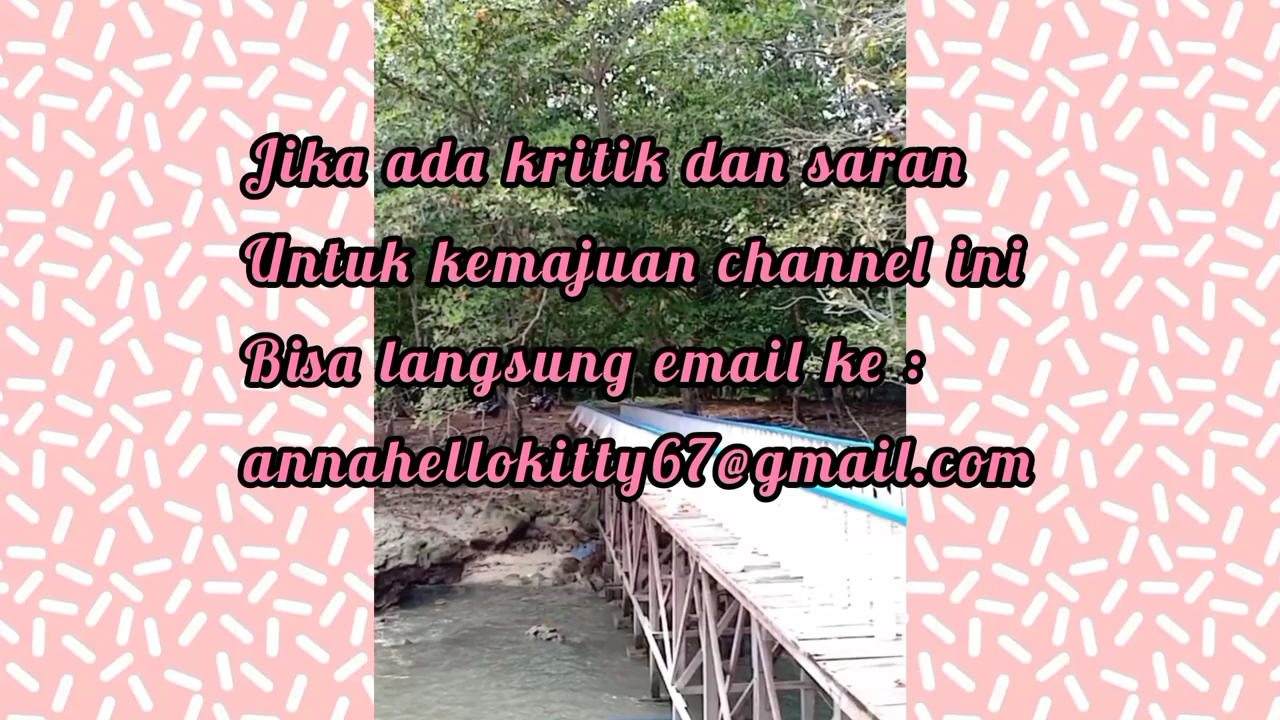 Jika ada kritik dan saran
Untuk kemajuan channel ini
Bisa langsung email ke :
annahellokitty67@gmail.com